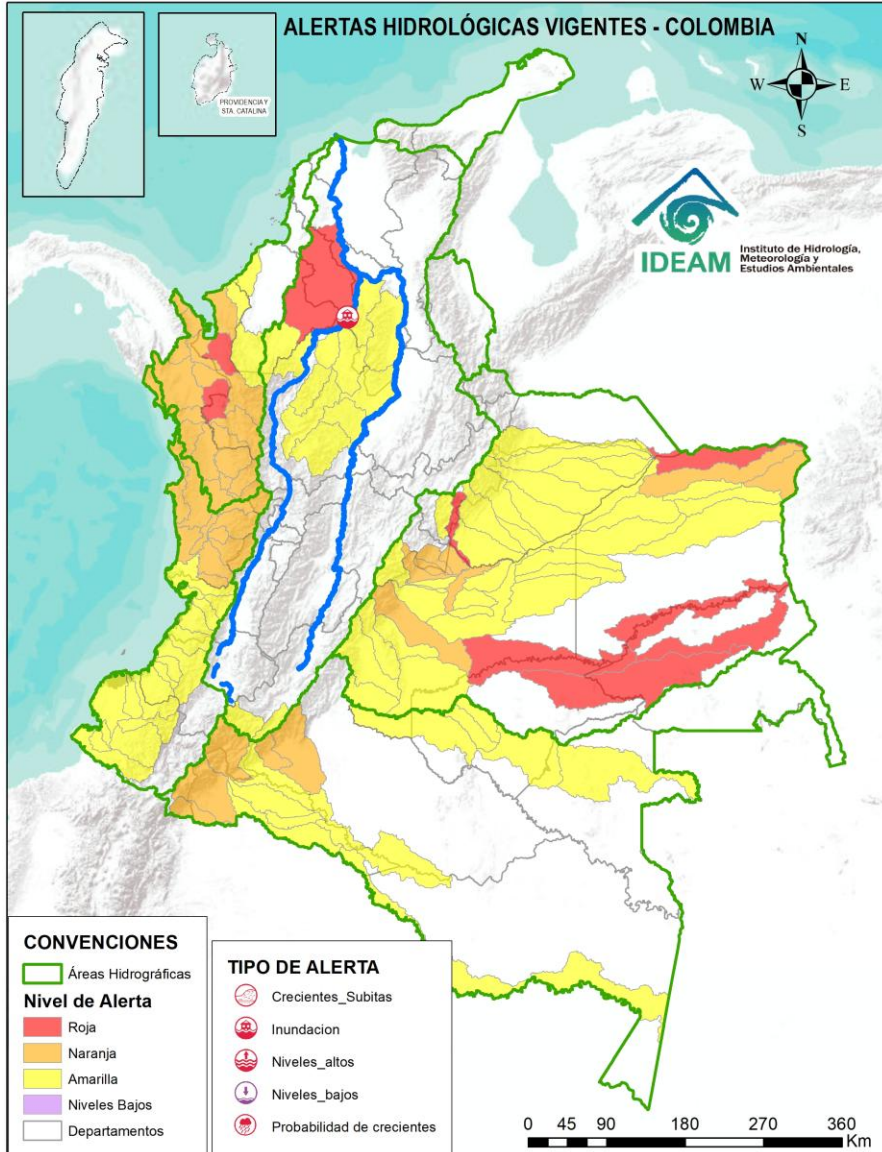 ALERTAS HIDROLÓGICAS VIGENTES - COLOMBIA
PROVIDENCIA Y
STA. CATALINA
N
W
E
S
IDEAM
Instituto de Hidrología,
Meteorología y
Estudios Ambientales
CONVENCIONES
Áreas Hidrográficas
Nivel de Alerta
Roja
Naranja
Amarilla
Niveles Bajos
Departamentos
TIPO DE ALERTA
Crecientes_Subitas
Inundacion
Niveles_altos
Niveles_bajos
Probabilidad de crecientes
0 45 90 180 270 360
Km